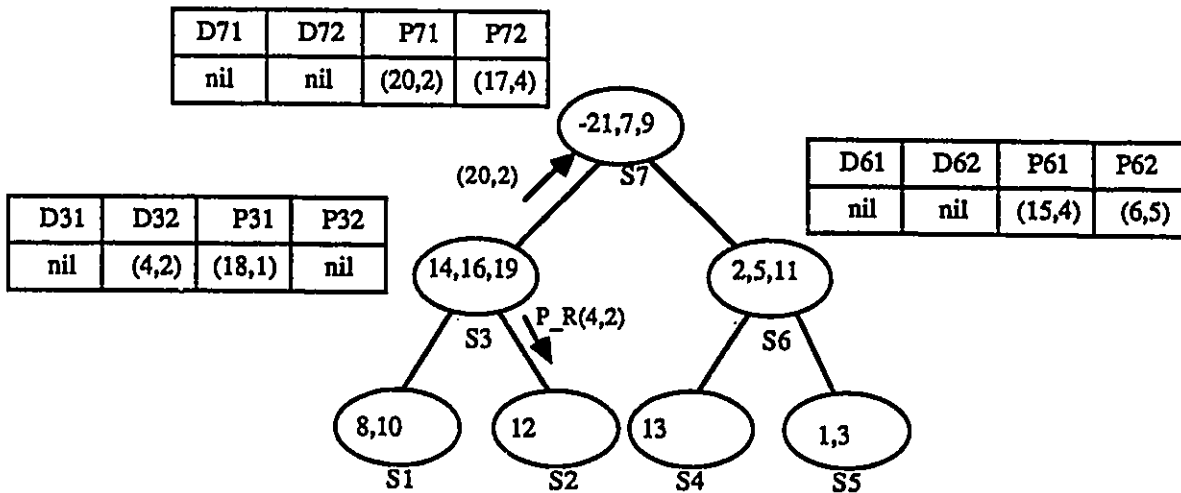 D71 D72 P71 P72
nil nil (20,2) (17,4)
-21,7,9
S7
(20,2)
D61 D62 P61 P62
nil nil (15,4) (6,5)
D31 D32 P31 P32
nil (4,2) (18,1) nil
14,16,19
S3
2,5,11
S6
P_R(4,2)
8,10
S1
12
S2
13
S4
1,3
S5